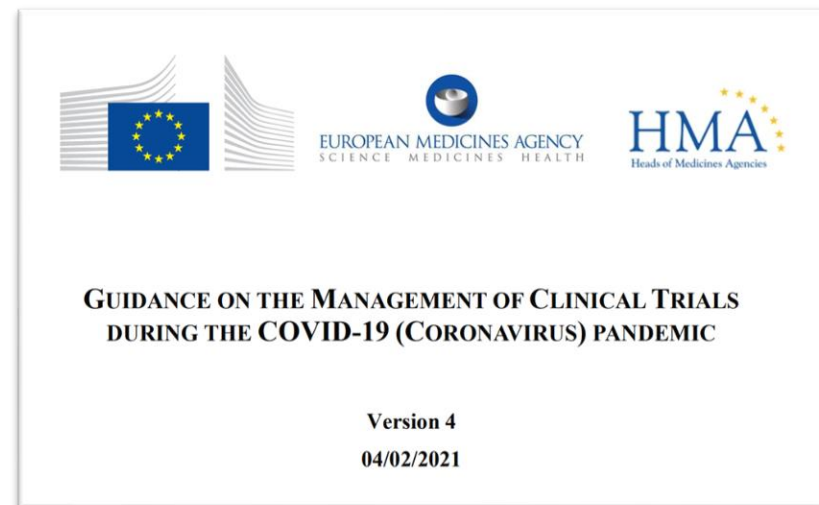 EUROPEAN MEDICINES AGENCY
SCIENCE MEDICINES HEALTH
HMA
Heads of Medicines Agencies
GUIDANCE ON THE MANAGEMENT OF CLINICAL TRIALS
DURING THE COVID-19 (CORONAVIRUS) PANDEMIC
Version 4
04/02/2021